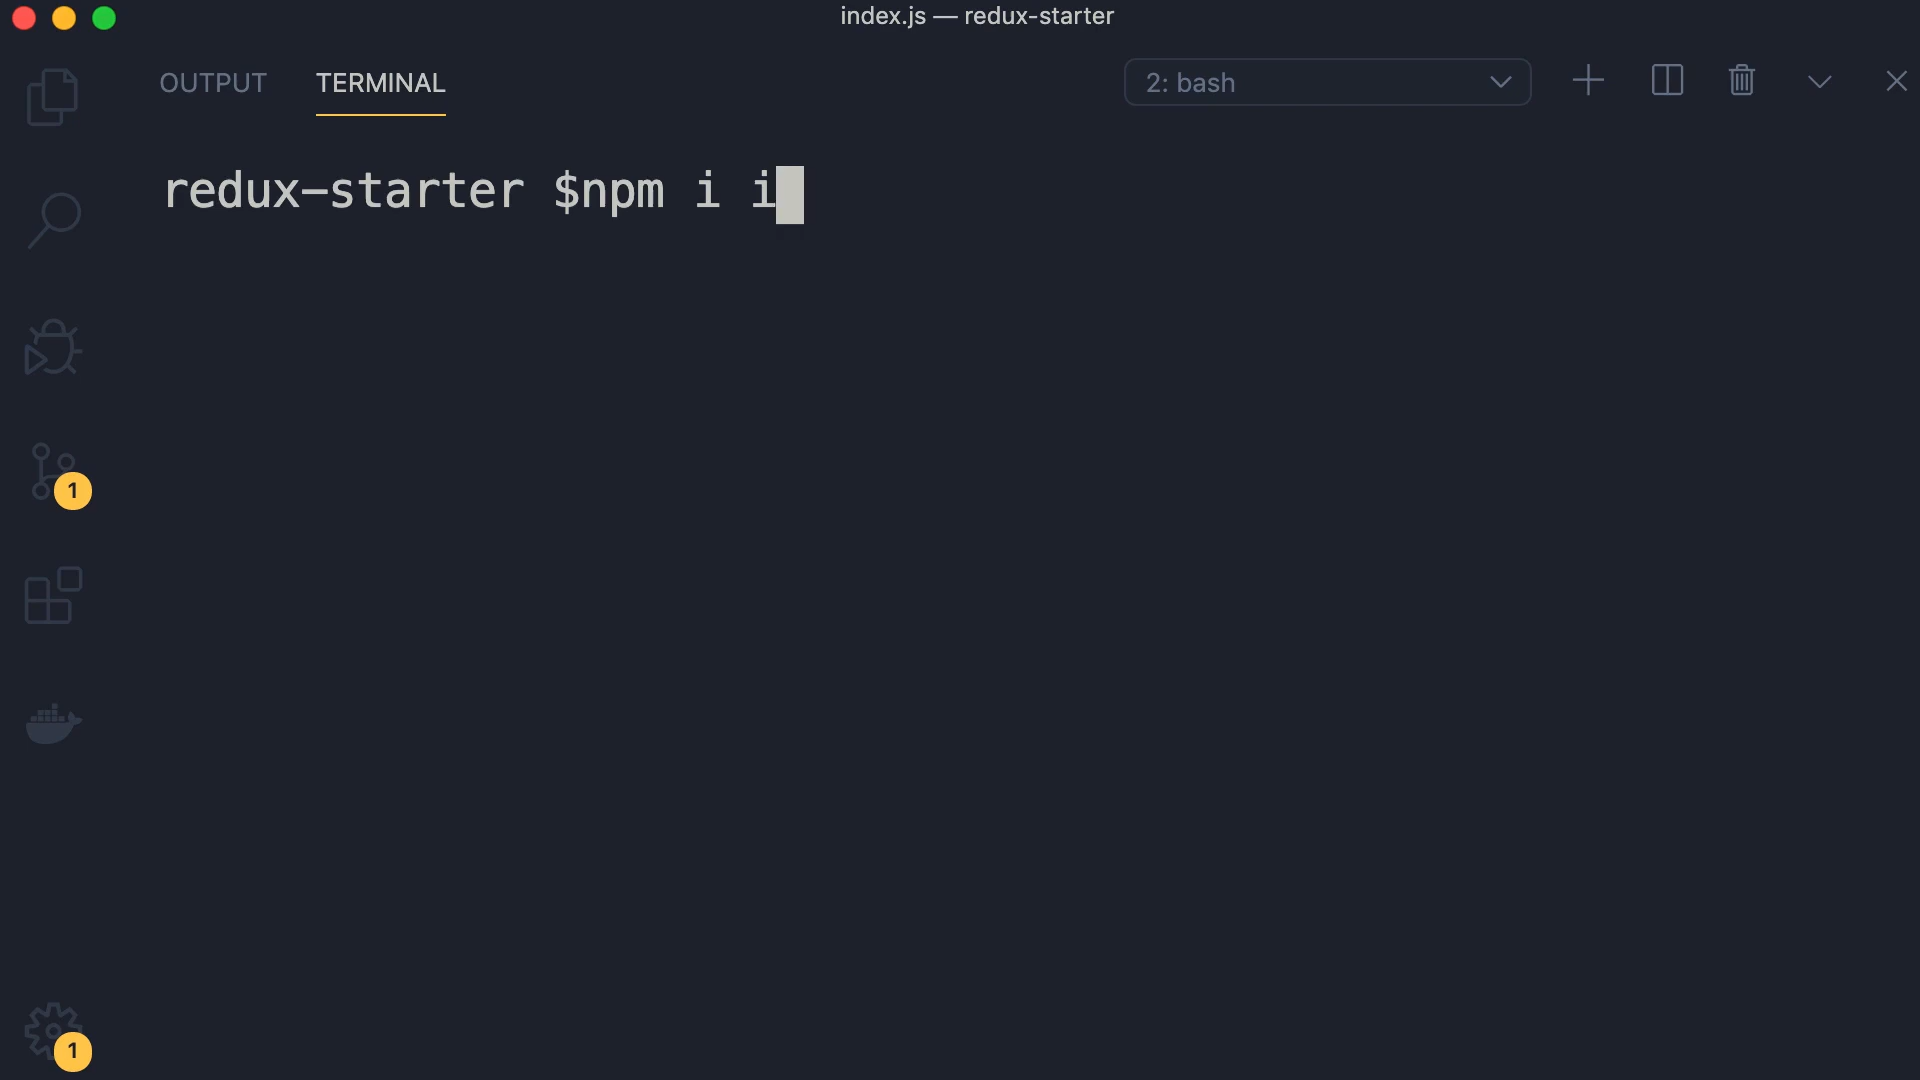 index.js — redux-starter
OUTPUT TERMINAL 2: bash
redux-starter $npm i i
1
1